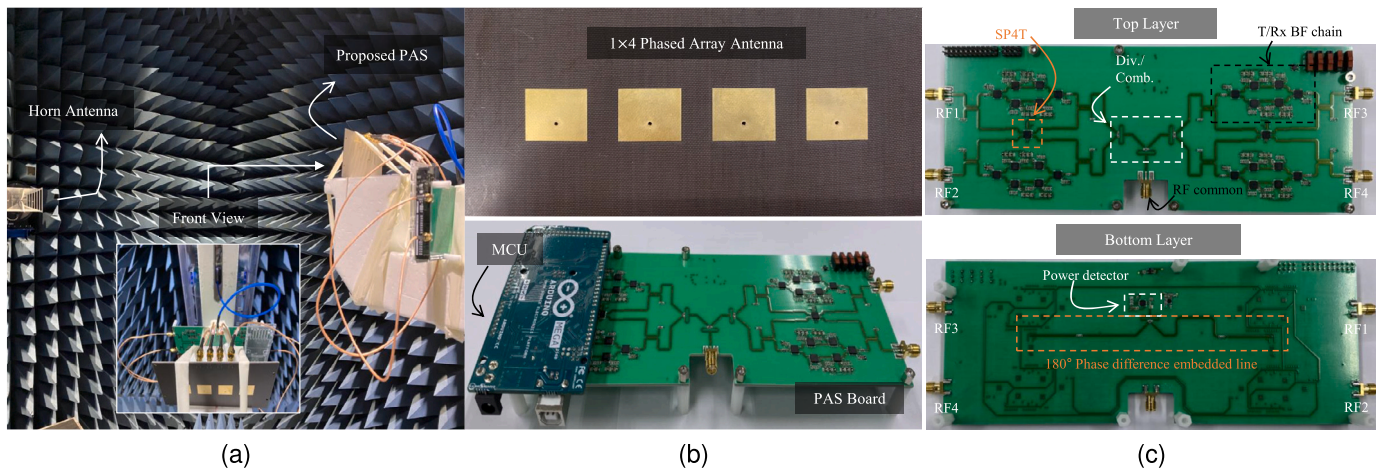 Proposed PAS
Horn Antenna
Front View
(a)
1×4 Phased Array Antenna
MCU
ARDUINO
MEGA
PAS Board
(b)
Top Layer
SP4T
Div./
Comb.
T/Rx BF chain
RF1
RF3
RF2
RF4
RF common
Bottom Layer
Power detector
RF3
RF1
180° Phase difference embedded line
RF4
RF2
(c)